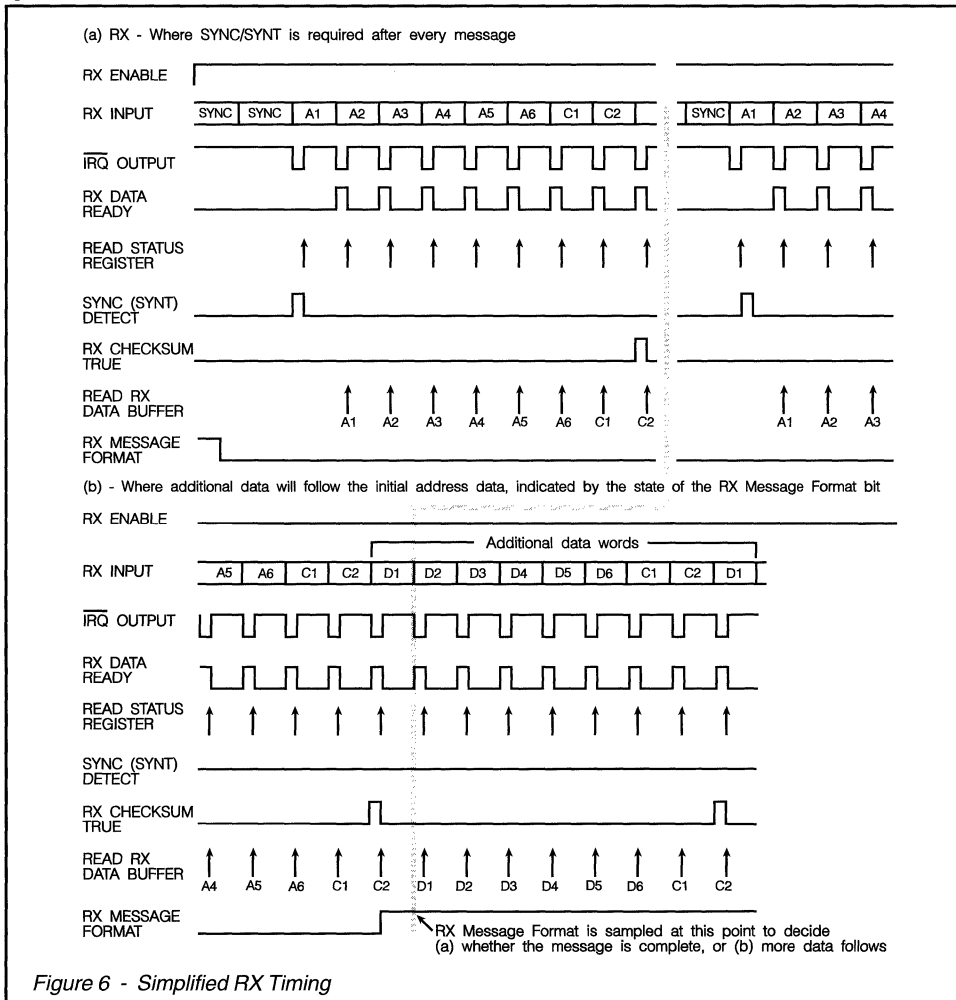 (a) RX - Where SYNC/SYNT is required after every message
RX ENABLE
RX INPUT SYNC SYNC A1 A2 A3 A4 A5 A6 C1 C2 SYNC A1 A2 A3 A4
IRQ OUTPUT
RX DATA
READY
READ STATUS
REGISTER
SYNC (SYNT)
DETECT
RX CHECKSUM
TRUE
READ RX
DATA BUFFER
A1 A2 A3 A4 A5 A6 C1 C2 A1 A2 A3
RX MESSAGE
FORMAT
(b) - Where additional data will follow the initial address data, indicated by the state of the RX Message Format bit
RX ENABLE
Additional data words
RX INPUT A5 A6 C1 C2 D1 D2 D3 D4 D5 D6 C1 C2 D1
IRQ OUTPUT
RX DATA
READY
READ STATUS
REGISTER
SYNC (SYNT)
DETECT
RX CHECKSUM
TRUE
READ RX
DATA BUFFER
A4 A5 A6 C1 C2 D1 D2 D3 D4 D5 D6 C1 C2
RX MESSAGE
FORMAT
RX Message Format is sampled at this point to decide
(a) whether the message is complete, or (b) more data follows
Figure 6 - Simplified RX Timing